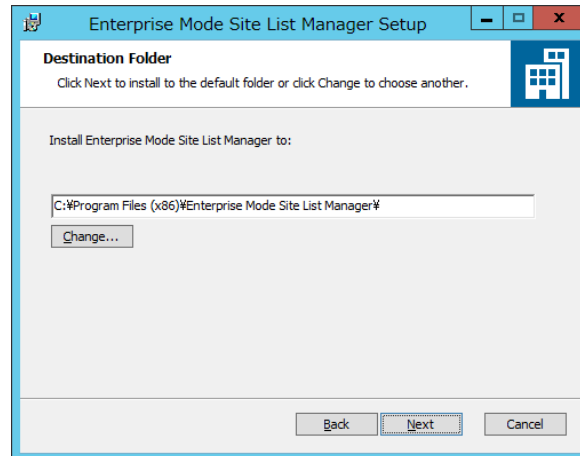 Enterprise Mode Site List Manager Setup
Destination Folder
Click Next to install to the default folder or click Change to choose another.
Install Enterprise Mode Site List Manager to:
C:¥Program Files (x86)¥Enterprise Mode Site List Manager¥
Change...
Back Next Cancel